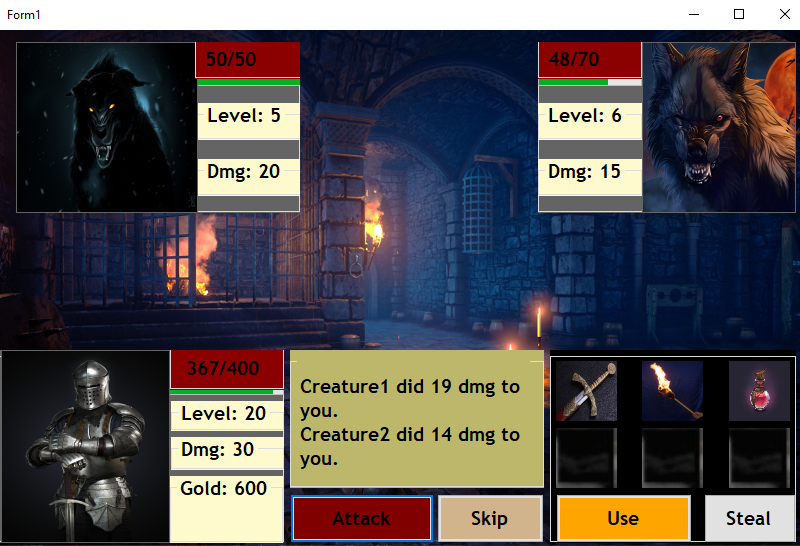 Form1
50/50
Level: 5
Dmg: 20
48/70
Level: 6
Dmg: 15
367/400
Level: 20
Dmg: 30
Gold: 600
Creature1 did 19 dmg to
you.
Creature2 did 14 dmg to
you.
Attack
Skip
Use
Steal